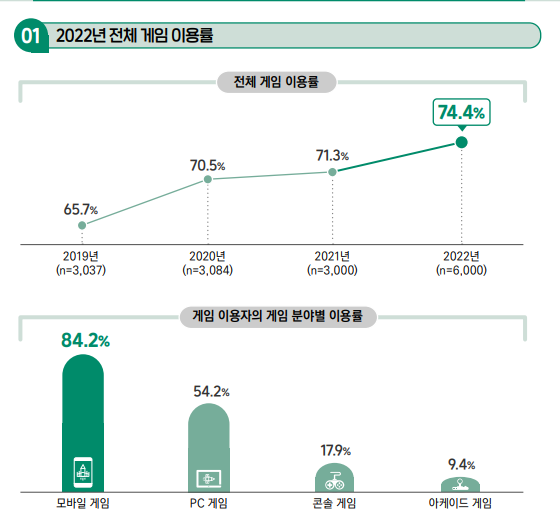 01 2022년 전체 게임 이용률
전체 게임 이용률
74.4%
71.3%
70.5%
65.7%
2019년 2020년 2021년 2022년
(n=3,037) (n=3,084) (n=3,000) (n=6,000)
게임 이용자의 게임 분야별 이용률
84.2%
54.2%
17.9%
9.4%
모바일 게임 PC 게임 콘솔 게임 아케이드 게임